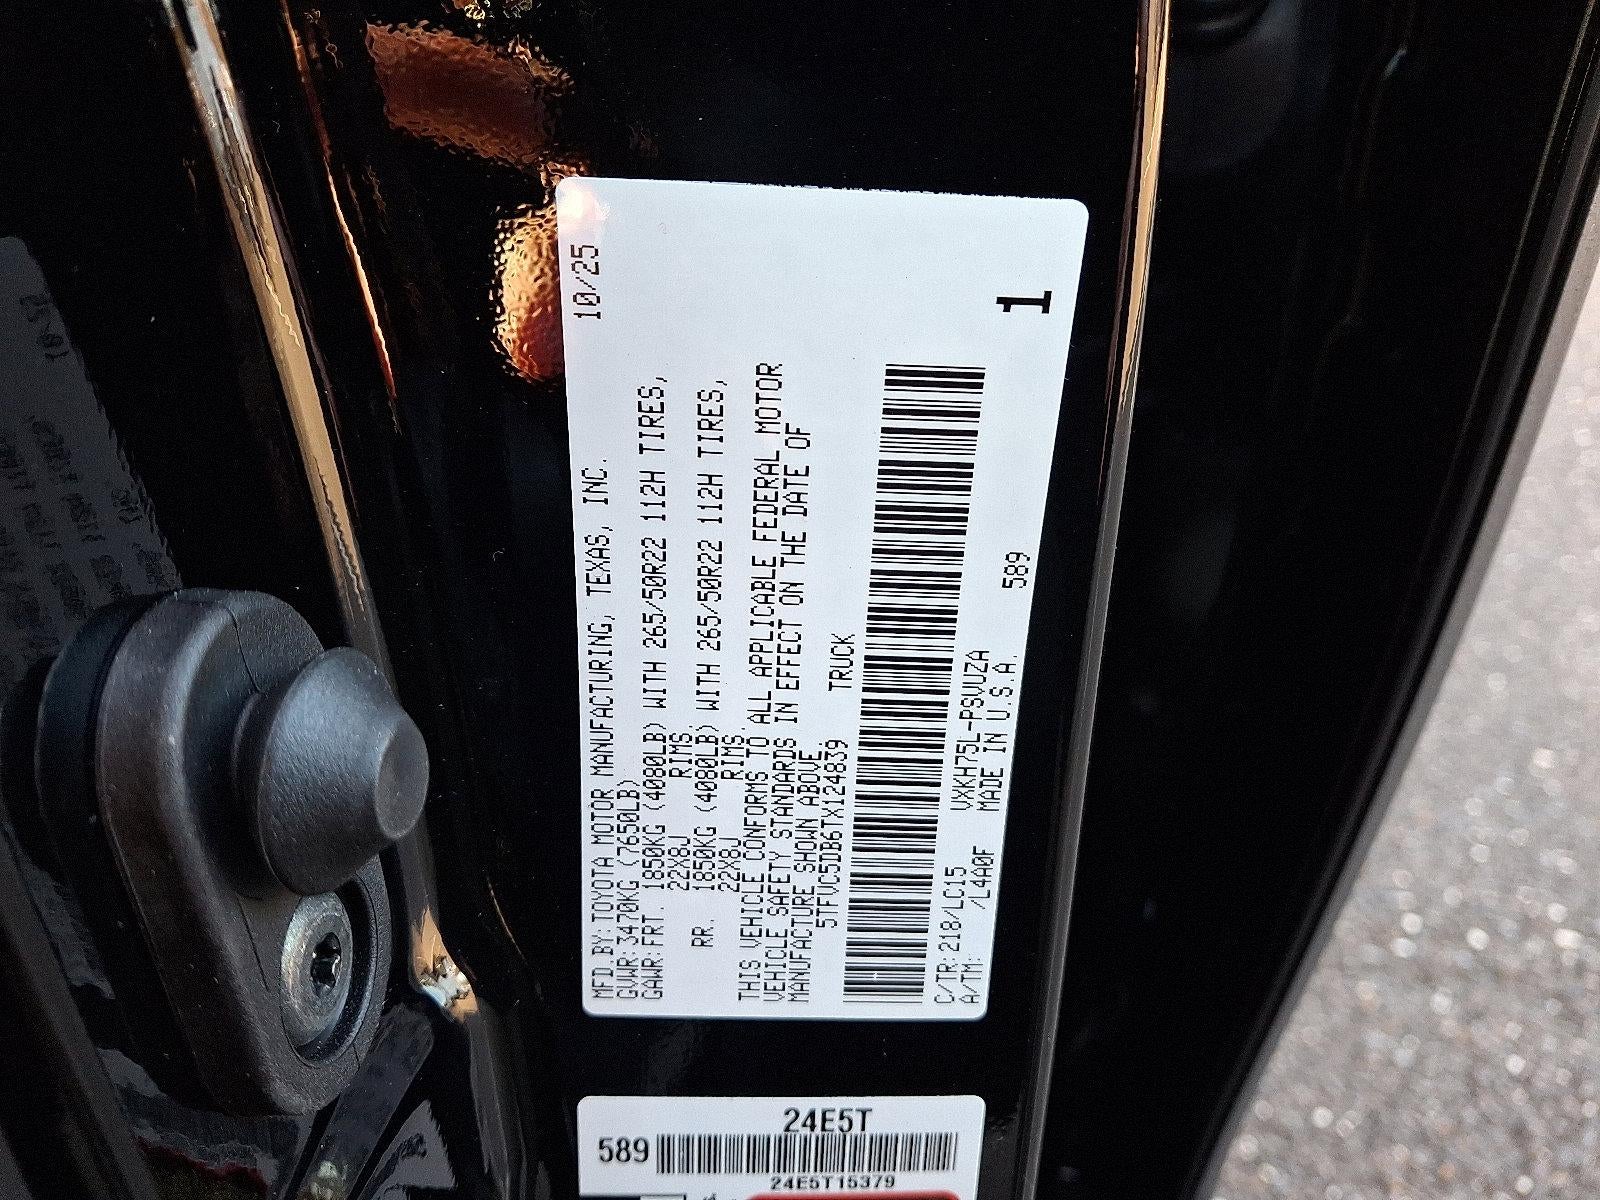 10/25
MFD BY:TOYOTA MOTOR MANUFACTURING, TEXAS, INC.
GVWR:3470KG (7650LB)
GAWR:FRT. 1850KG (4080LB) WITH 265/50R22 112H TIRES,
22X8J RIMS,
RR. 1850KG (4080LB) WITH 265/50R22 112H TIRES,
22X8J RIMS.
THIS VEHICLE CONFORMS TO ALL APPLICABLE FEDERAL MOTOR
VEHICLE SAFETY STANDARDS IN EFFECT ON THE DATE OF
MANUFACTURE SHOWN ABOVE.
5TFVC5DB6TX124839 TRUCK
1
C/TR:218/LC15 VXKH75L-PSVUZA 589
A/TM: /L4A0F MADE IN U.S.A.
24E5T
589
24E5T15379